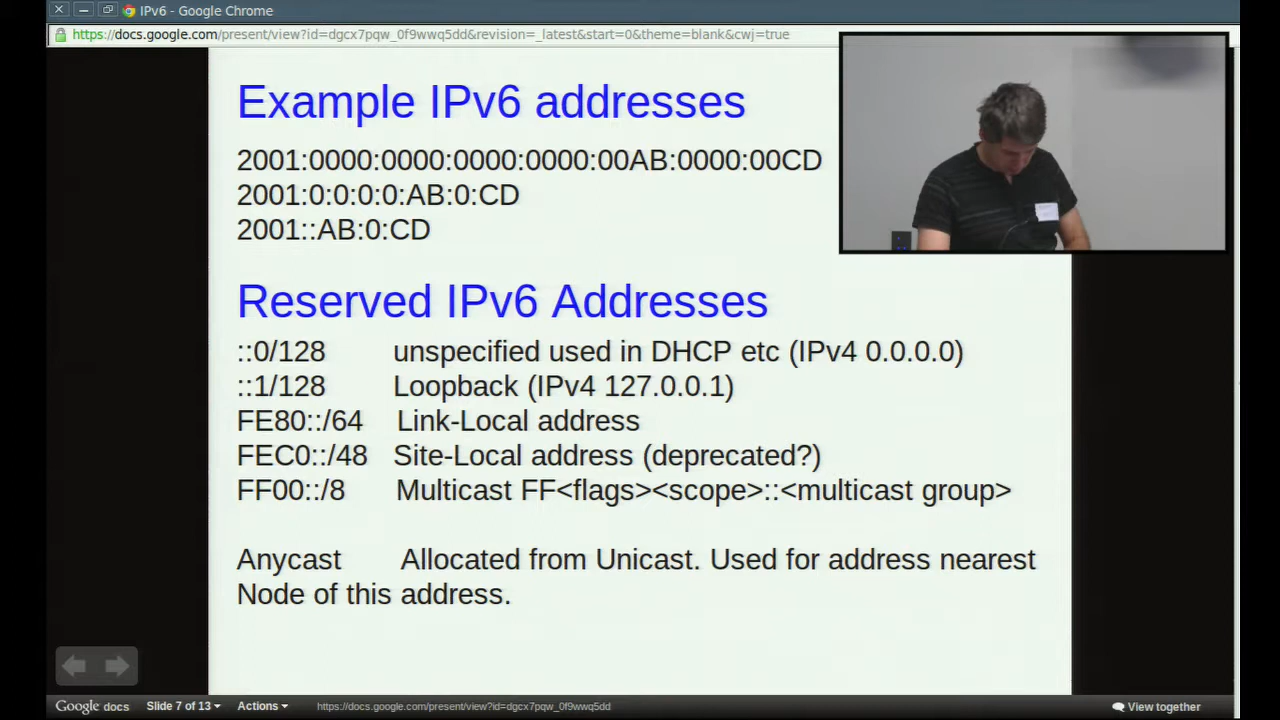 IPv6 - Google Chrome
https://docs.google.com/present/view?id=dgcx7pqw_0f9wwq5dd&revision=_latest&start=0&theme=blank&cwj=true
Example IPv6 addresses
2001:0000:0000:0000:0000:00AB:0000:00CD
2001:0:0:0:0:AB:0:CD
2001::AB:0:CD
Reserved IPv6 Addresses
::0/128 unspecified used in DHCP etc (IPv4 0.0.0.0)
::1/128 Loopback (IPv4 127.0.0.1)
FE80::/64 Link-Local address
FEC0::/48 Site-Local address (deprecated?)
FF00::/8 Multicast FF<flags><scope>::<multicast group>
Anycast Allocated from Unicast. Used for address nearest
Node of this address.
Google docs Slide 7 of 13 Actions https://docs.google.com/present/view?id=dgcx7pqw_0f9wwq5dd View together